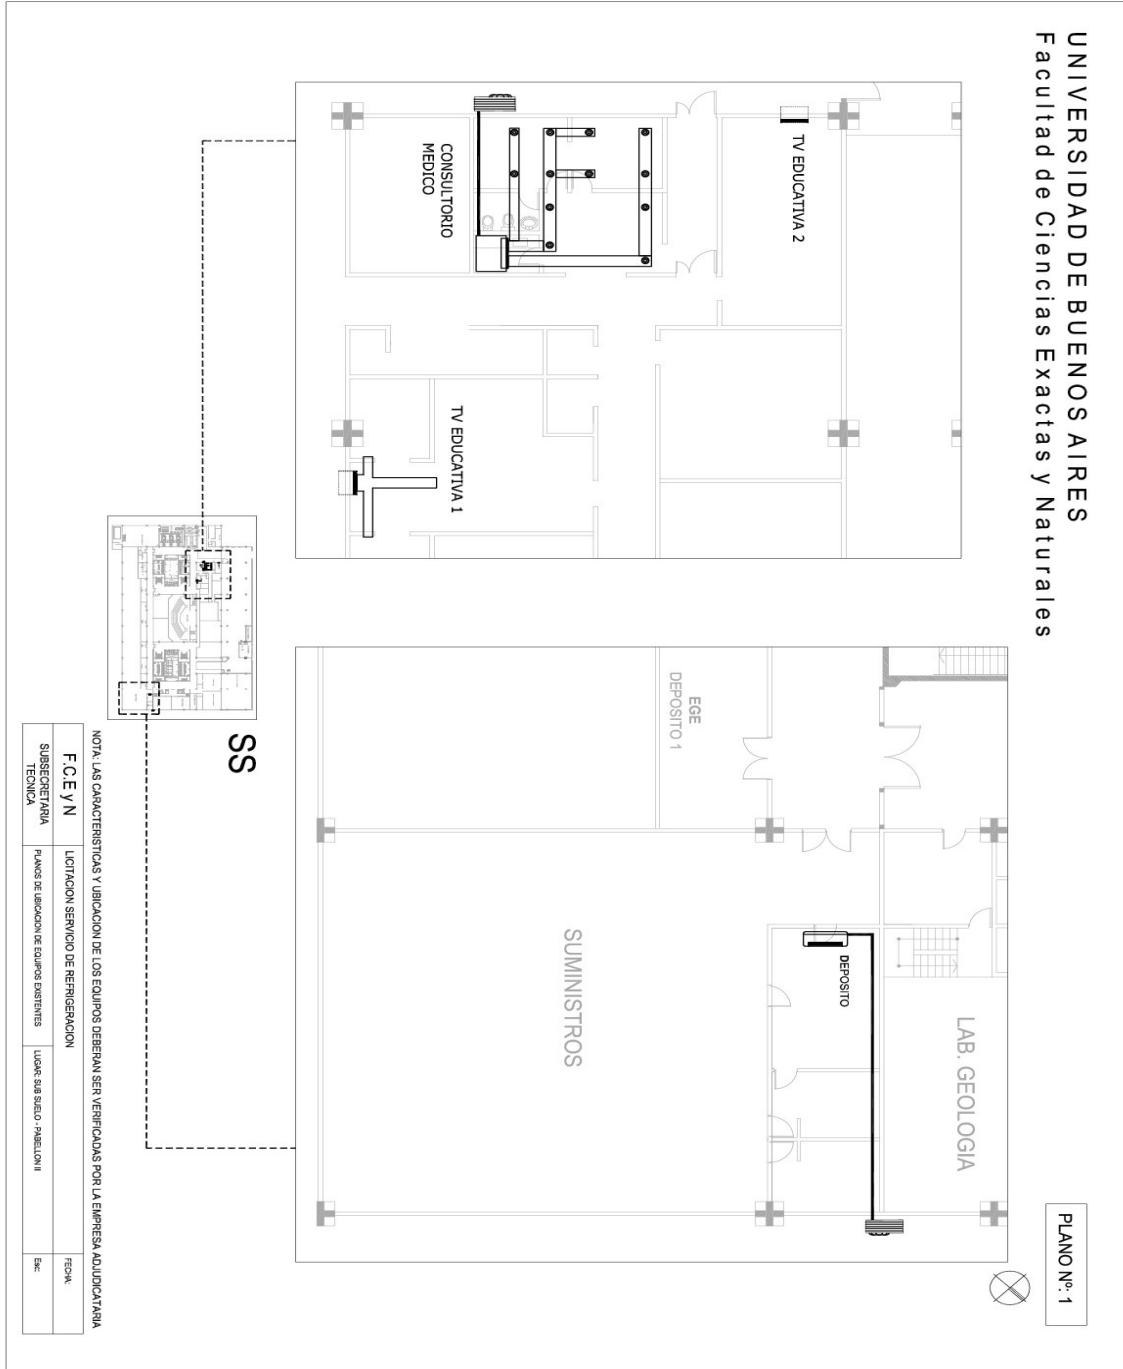 UNIVERSIDAD DE BUENOS AIRES
Facultad de Ciencias Exactas y Naturales
PLANO Nº: 1
TV EDUCATIVA 2
CONSULTORIO
MEDICO
TV EDUCATIVA 1
EGE
DEPOSITO 1
DEPOSITO
LAB. GEOLOGIA
SUMINISTROS
SS
NOTA: LAS CARACTERISTICAS Y UBICACION DE LOS EQUIPOS DEBERAN SER VERIFICADAS POR LA EMPRESA ADJUDICATARIA
F.C.E y N
SUBSECRETARIA
TECNICA
LICITACION SERVICIO DE REFRIGERACION
PLANOS DE UBICACION DE EQUIPOS EXISTENTES
LUGAR: SUB SUELO - PABELLON II
FECHA:
Esc: